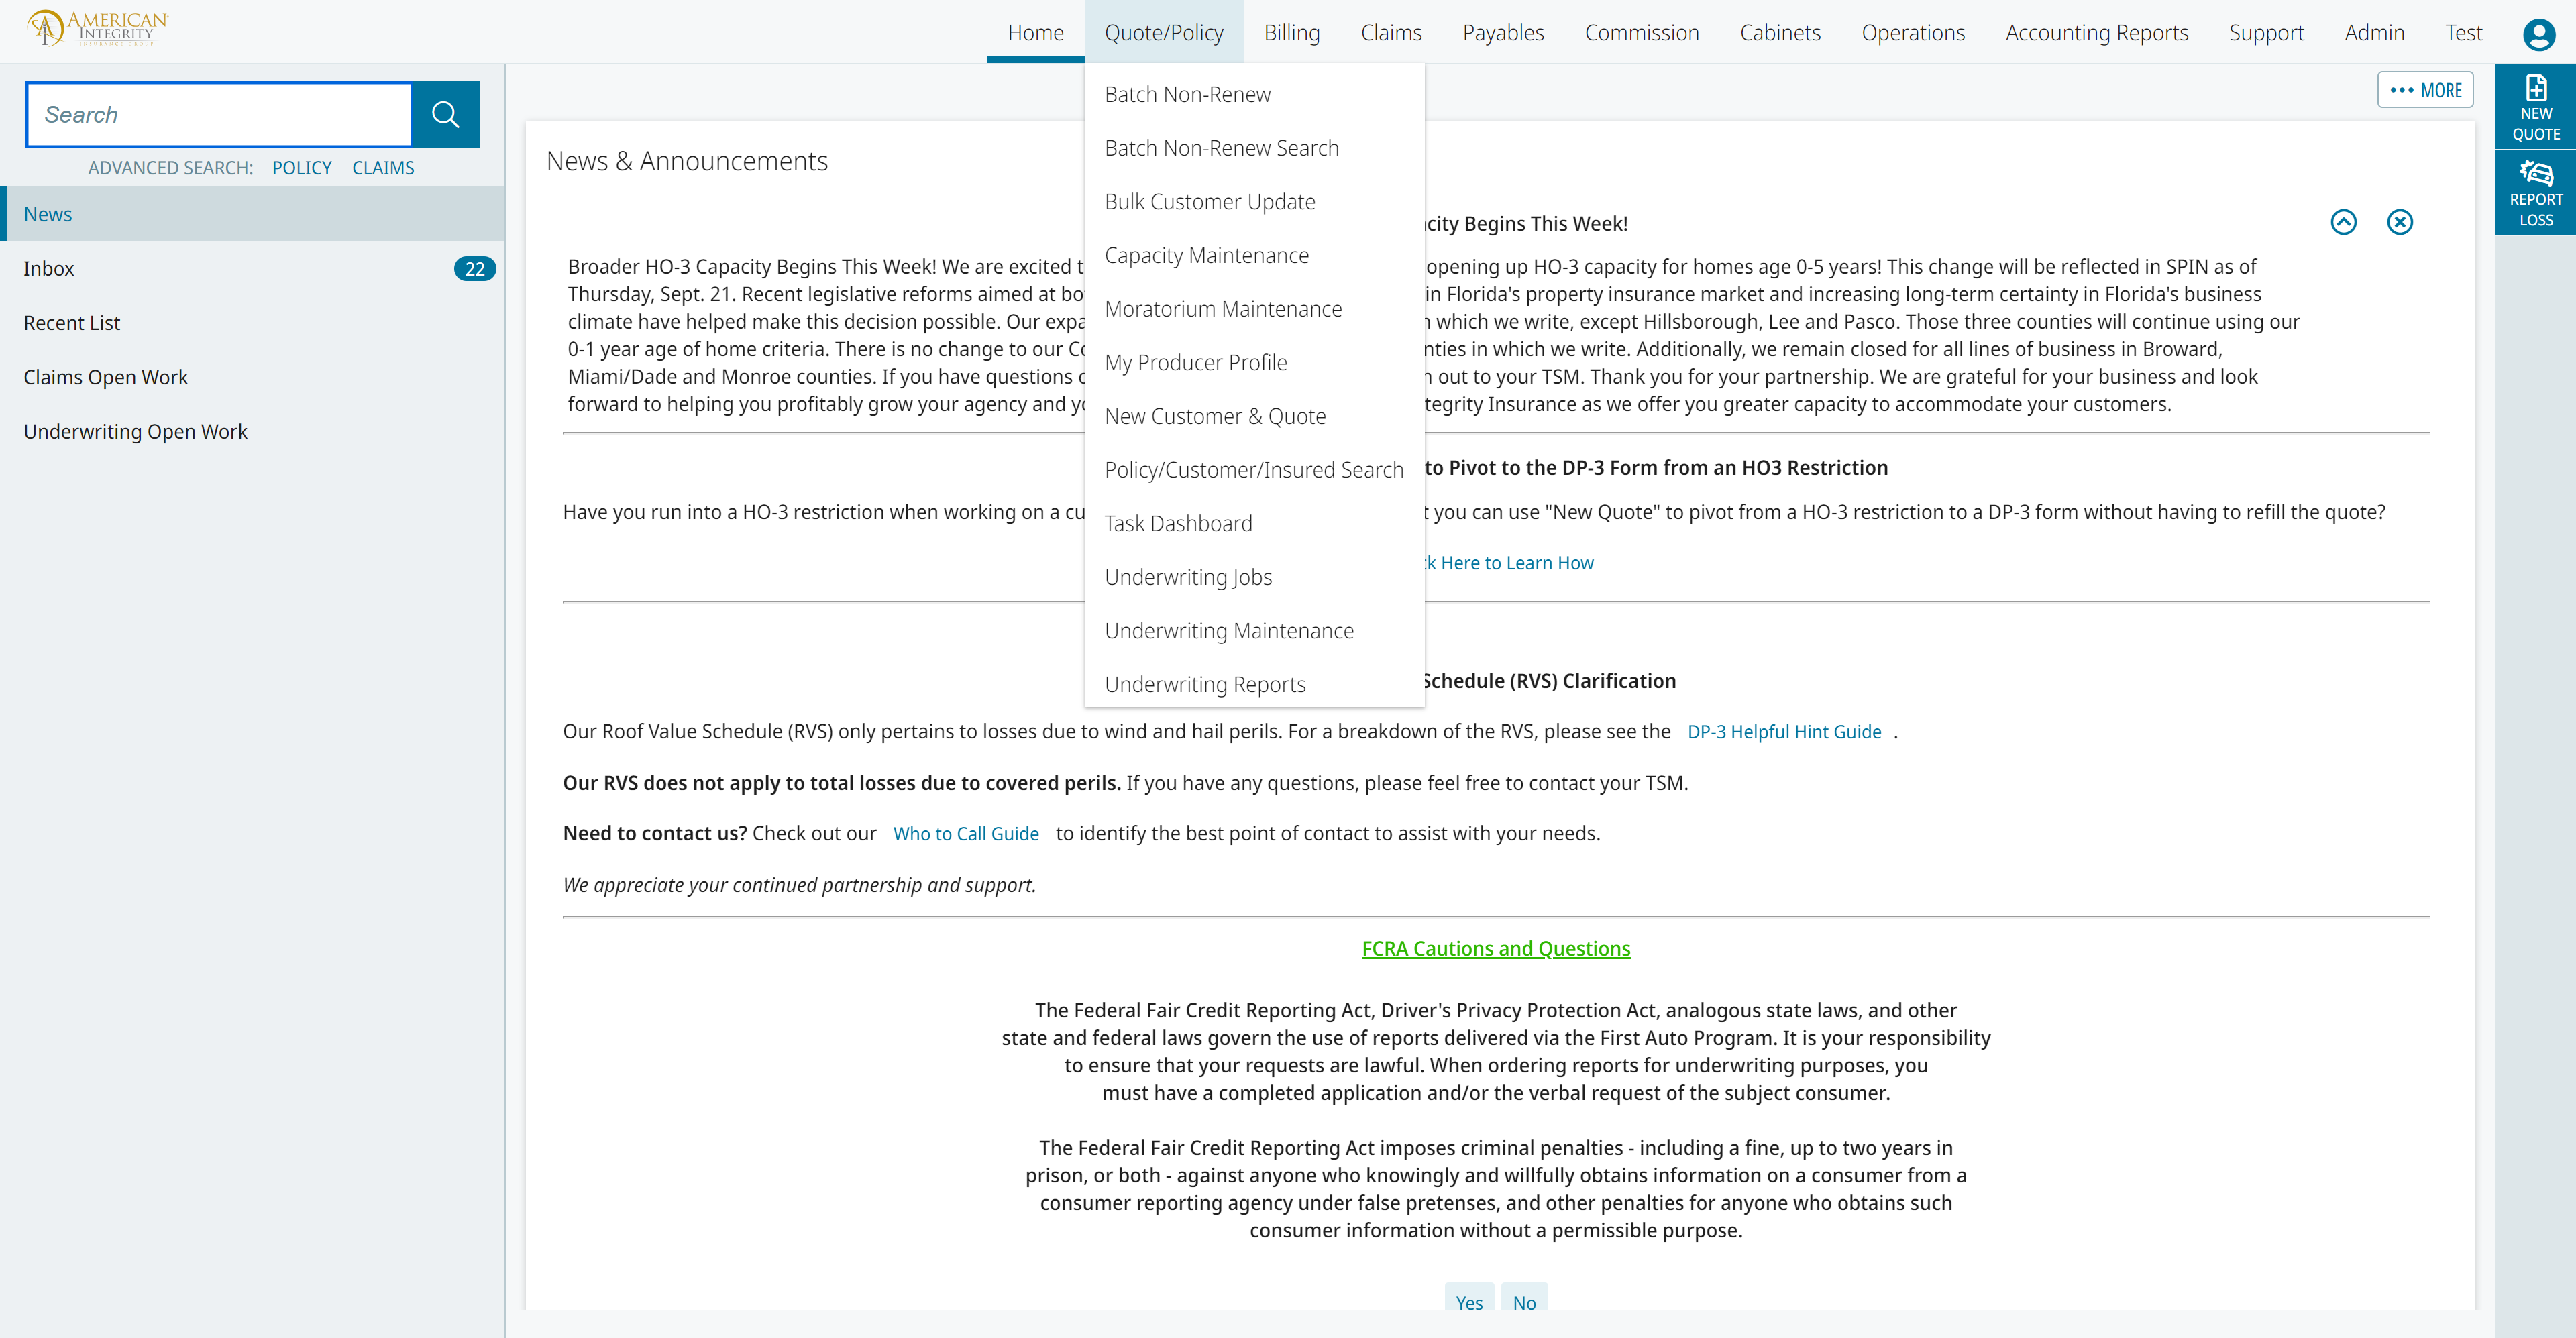 AMERICAN
INTEGRITY
INSURANCE GROUP
Home
Quote/Policy
Billing
Claims
Payables
Commission
Cabinets
Operations
Accounting Reports
Support
Admin
Test
Search
ADVANCED SEARCH: POLICY CLAIMS
News
Inbox 22
Recent List
Claims Open Work
Underwriting Open Work
Batch Non-Renew
Batch Non-Renew Search
Bulk Customer Update
Capacity Maintenance
Moratorium Maintenance
My Producer Profile
New Customer & Quote
Policy/Customer/Insured Search
Task Dashboard
Underwriting Jobs
Underwriting Maintenance
Underwriting Reports
••• MORE
NEW
QUOTE
REPORT
LOSS
News & Announcements
Begins This Week!
Broader HO-3 Capacity Begins This Week! We are excited opening up HO-3 capacity for homes age 0-5 years! This change will be reflected in SPIN as of
Thursday, Sept. 21. Recent legislative reforms aimed at in Florida's property insurance market and increasing long-term certainty in Florida's business
climate have helped make this decision possible. Our which we write, except Hillsborough, Lee and Pasco. Those three counties will continue using our
0-1 year age of home criteria. There is no change to our in which we write. Additionally, we remain closed for all lines of business in Broward,
Miami/Dade and Monroe counties. If you have questions out to your TSM. Thank you for your partnership. We are grateful for your business and look
forward to helping you profitably grow your agency and Insurance as we offer you greater capacity to accommodate your customers.
to Pivot to the DP-3 Form from an HO3 Restriction
Have you run into a HO-3 restriction when working on a you can use "New Quote" to pivot from a HO-3 restriction to a DP-3 form without having to refill the quote?
Here to Learn How
Schedule (RVS) Clarification
Our Roof Value Schedule (RVS) only pertains to losses due to wind and hail perils. For a breakdown of the RVS, please see the DP-3 Helpful Hint Guide .
Our RVS does not apply to total losses due to covered perils. If you have any questions, please feel free to contact your TSM.
Need to contact us? Check out our Who to Call Guide to identify the best point of contact to assist with your needs.
We appreciate your continued partnership and support.
FCRA Cautions and Questions
The Federal Fair Credit Reporting Act, Driver's Privacy Protection Act, analogous state laws, and other
state and federal laws govern the use of reports delivered via the First Auto Program. It is your responsibility
to ensure that your requests are lawful. When ordering reports for underwriting purposes, you
must have a completed application and/or the verbal request of the subject consumer.
The Federal Fair Credit Reporting Act imposes criminal penalties - including a fine, up to two years in
prison, or both - against anyone who knowingly and willfully obtains information on a consumer from a
consumer reporting agency under false pretenses, and other penalties for anyone who obtains such
consumer information without a permissible purpose.
Yes No